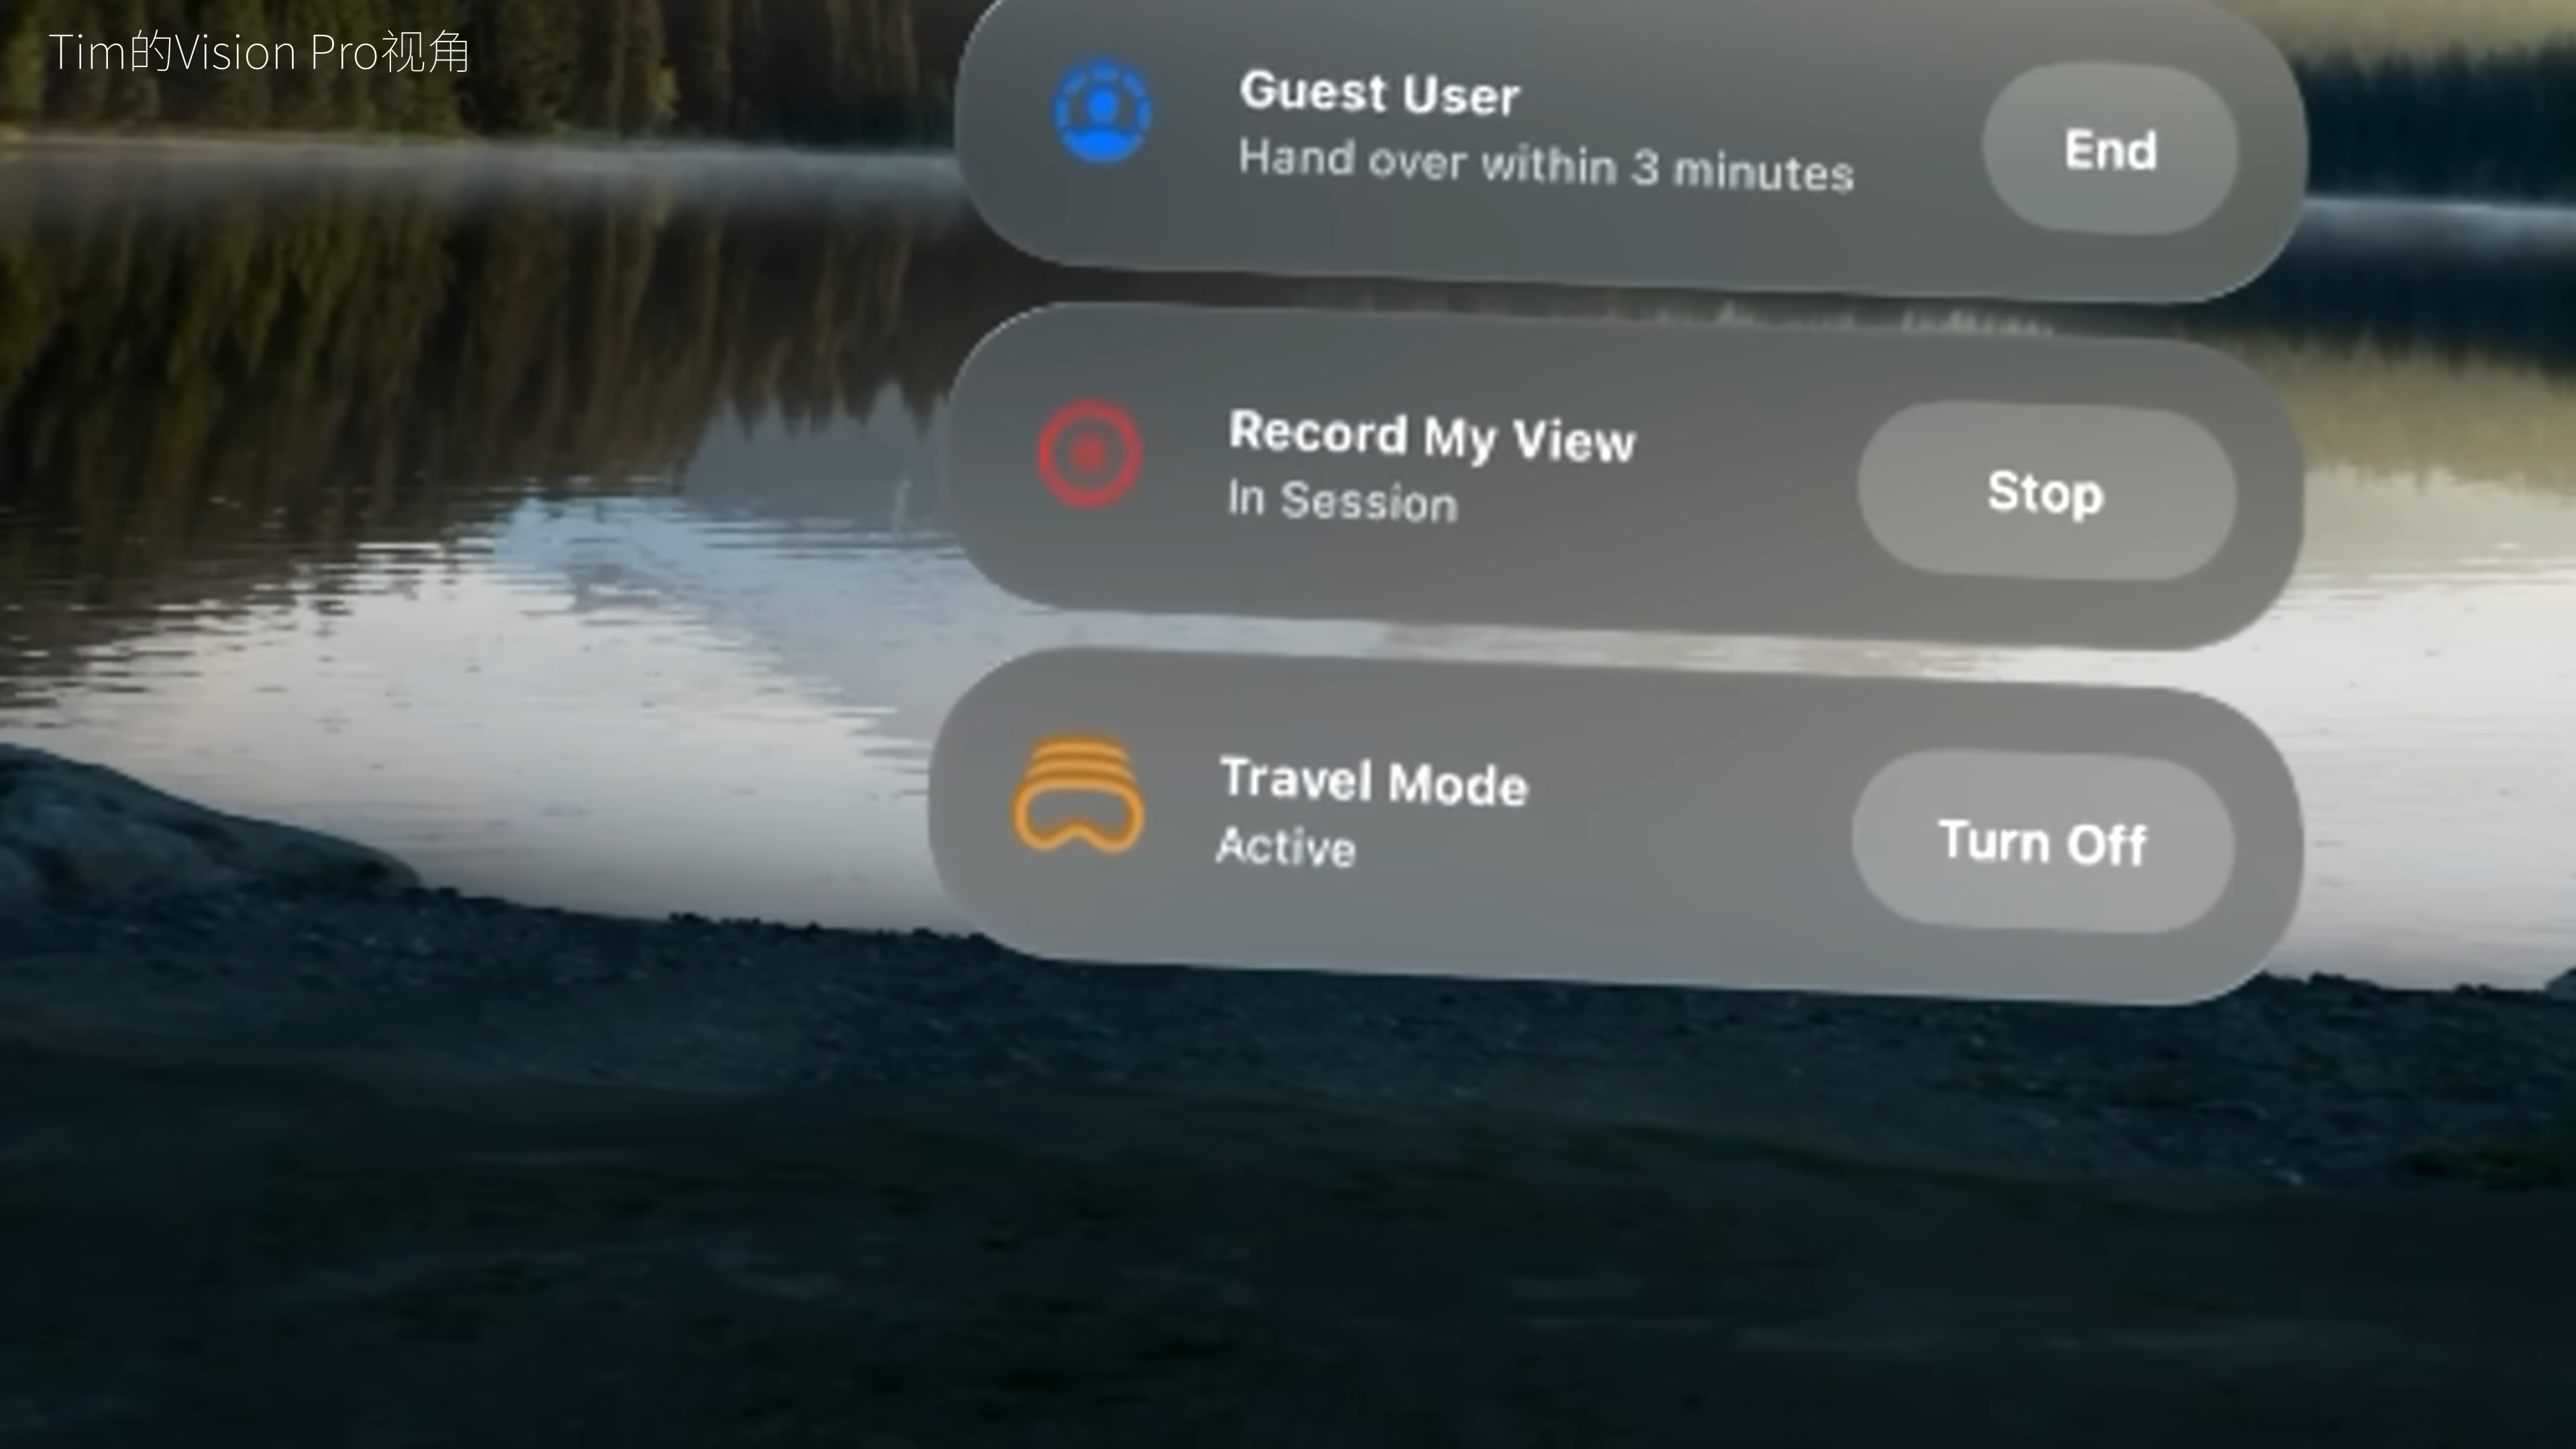 Tim的Vision Pro视角
Guest User
Hand over within 3 minutes
End
Record My View
In Session
Stop
Travel Mode
Active
Turn Off